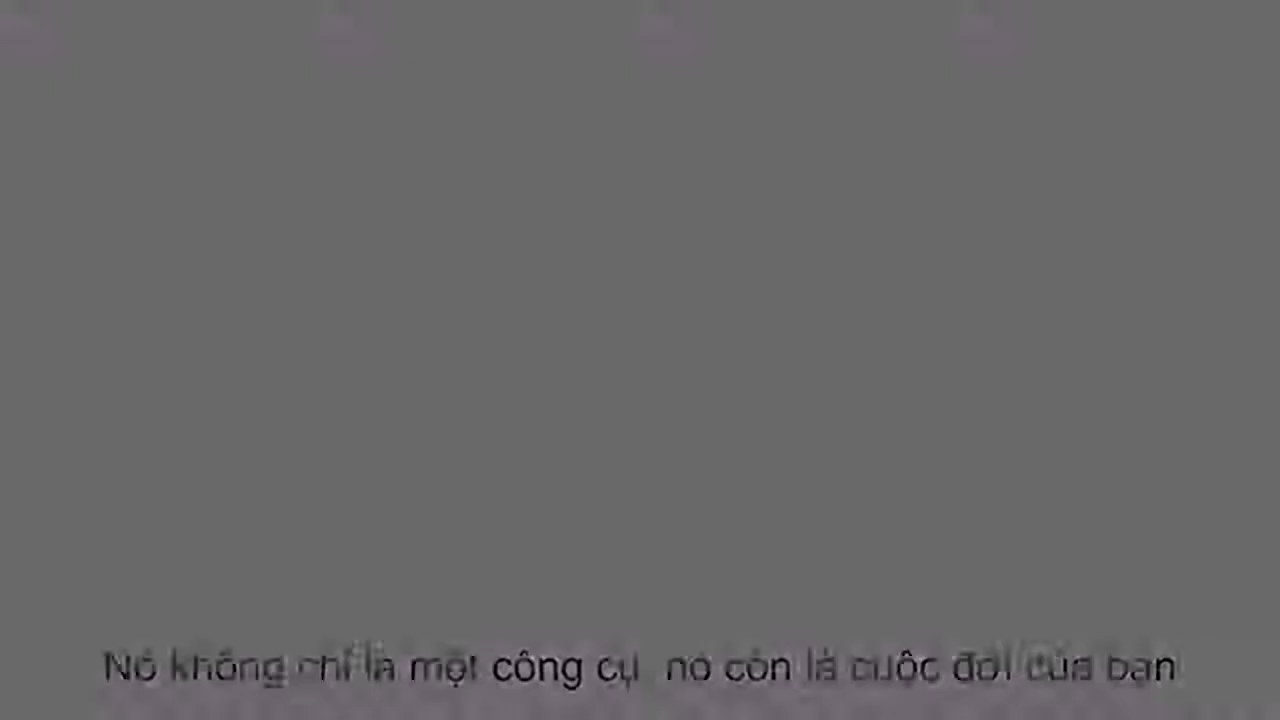 Nó không chỉ là một công cụ, nó còn là cuộc đời của bạn